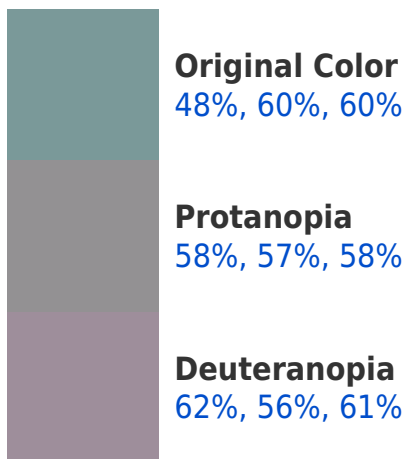 Original Color
48%, 60%, 60%
Protanopia
58%, 57%, 58%
Deuteranopia
62%, 56%, 61%